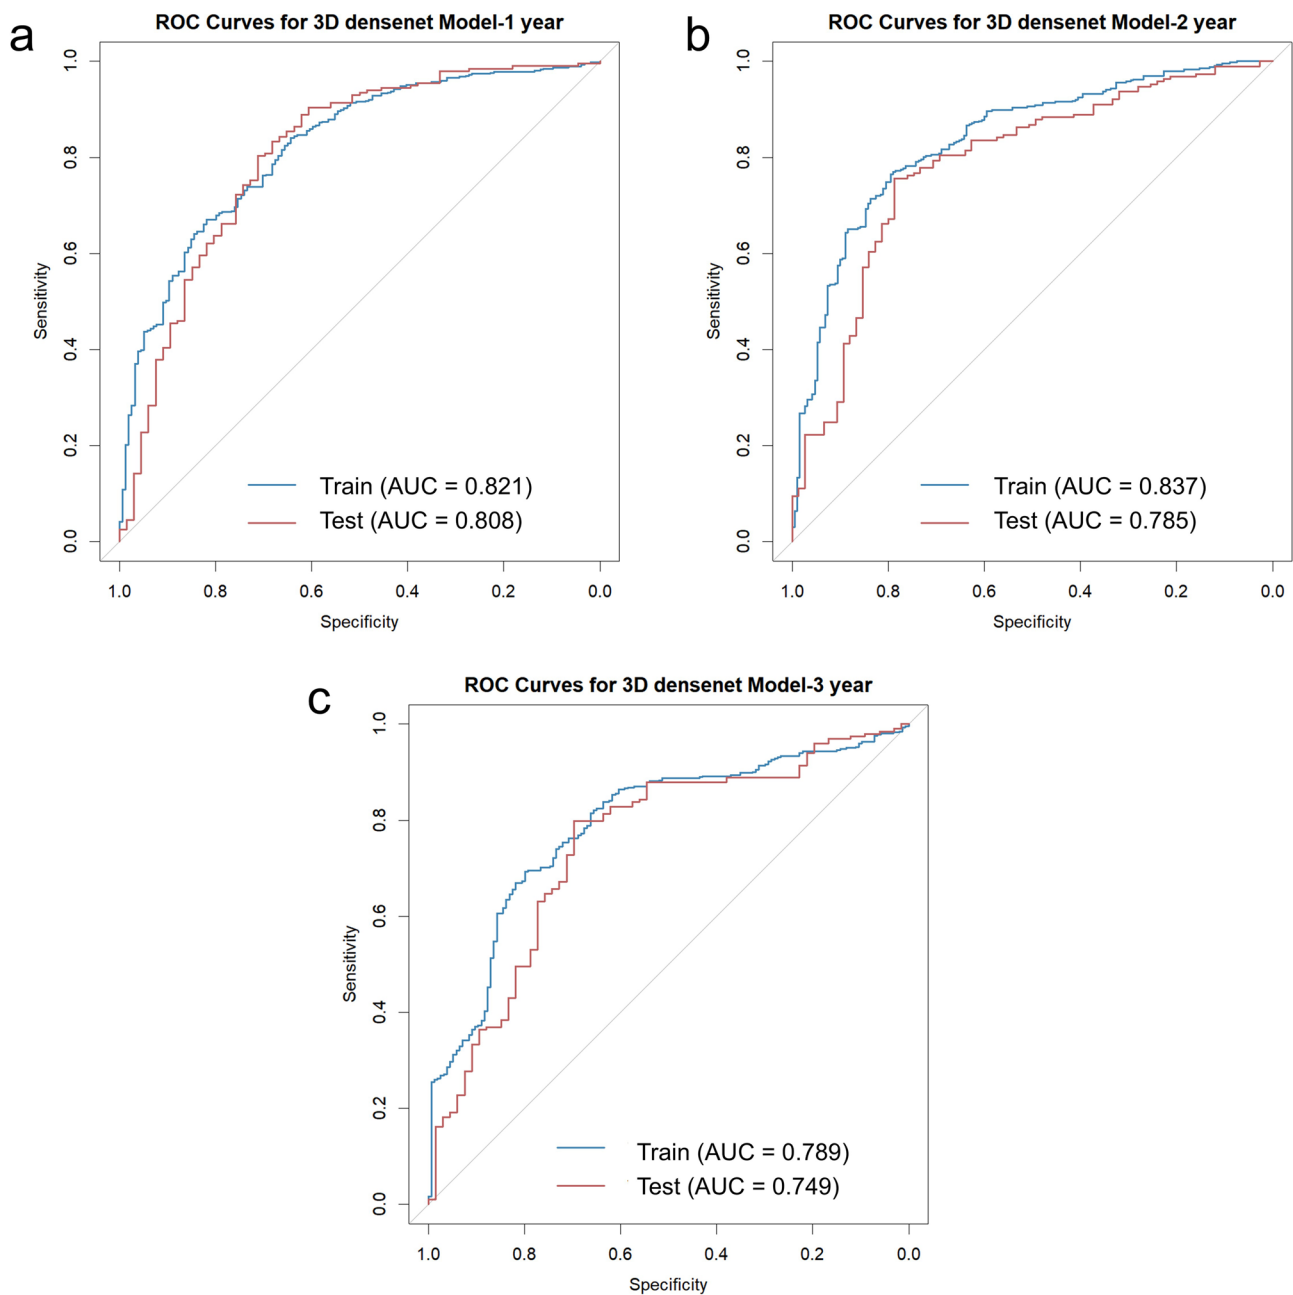 a
ROC Curves for 3D densenet Model-1 year
1.0
0.8
0.6
0.4
0.2
0.0
Sensitivity
Train (AUC = 0.821)
Test (AUC = 0.808)
1.0 0.8 0.6 0.4 0.2 0.0
Specificity
b
ROC Curves for 3D densenet Model-2 year
1.0
0.8
0.6
0.4
0.2
0.0
Sensitivity
Train (AUC = 0.837)
Test (AUC = 0.785)
1.0 0.8 0.6 0.4 0.2 0.0
Specificity
c
ROC Curves for 3D densenet Model-3 year
1.0
0.8
0.6
0.4
0.2
0.0
Sensitivity
Train (AUC = 0.789)
Test (AUC = 0.749)
1.0 0.8 0.6 0.4 0.2 0.0
Specificity